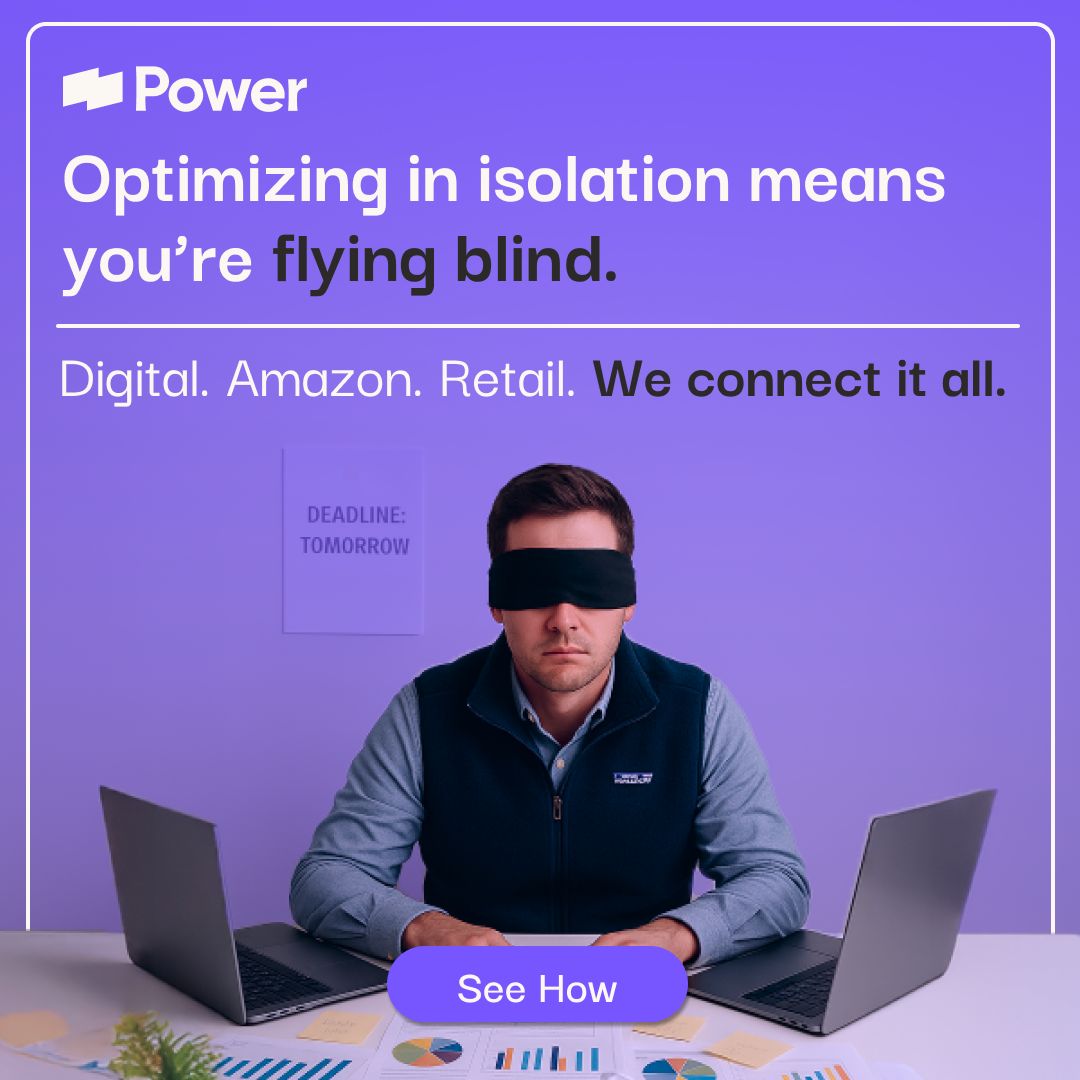 Power
Optimizing in isolation means
you’re flying blind.
Digital. Amazon. Retail. We connect it all.
DEADLINE:
TOMORROW
See How